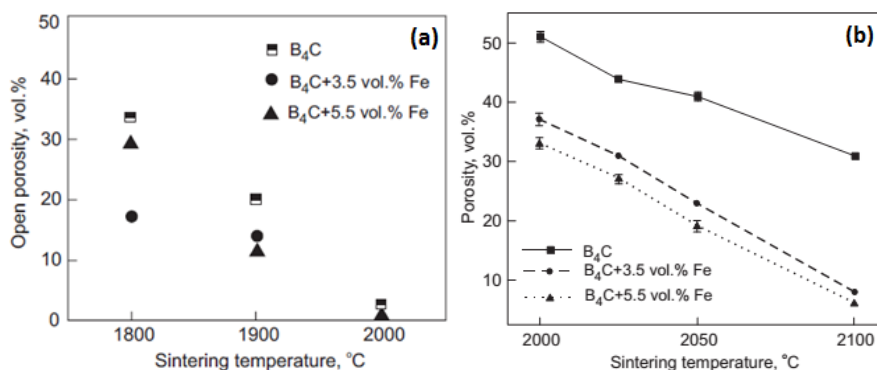 (a)
Open porosity, vol.%
50
40
30
20
10
0
B₄C
B₄C+3.5 vol.% Fe
B₄C+5.5 vol.% Fe
1800
1900
2000
Sintering temperature, °C
(b)
Porosity, vol.%
50
40
30
20
10
B₄C
B₄C+3.5 vol.% Fe
B₄C+5.5 vol.% Fe
2000
2050
2100
Sintering temperature, °C